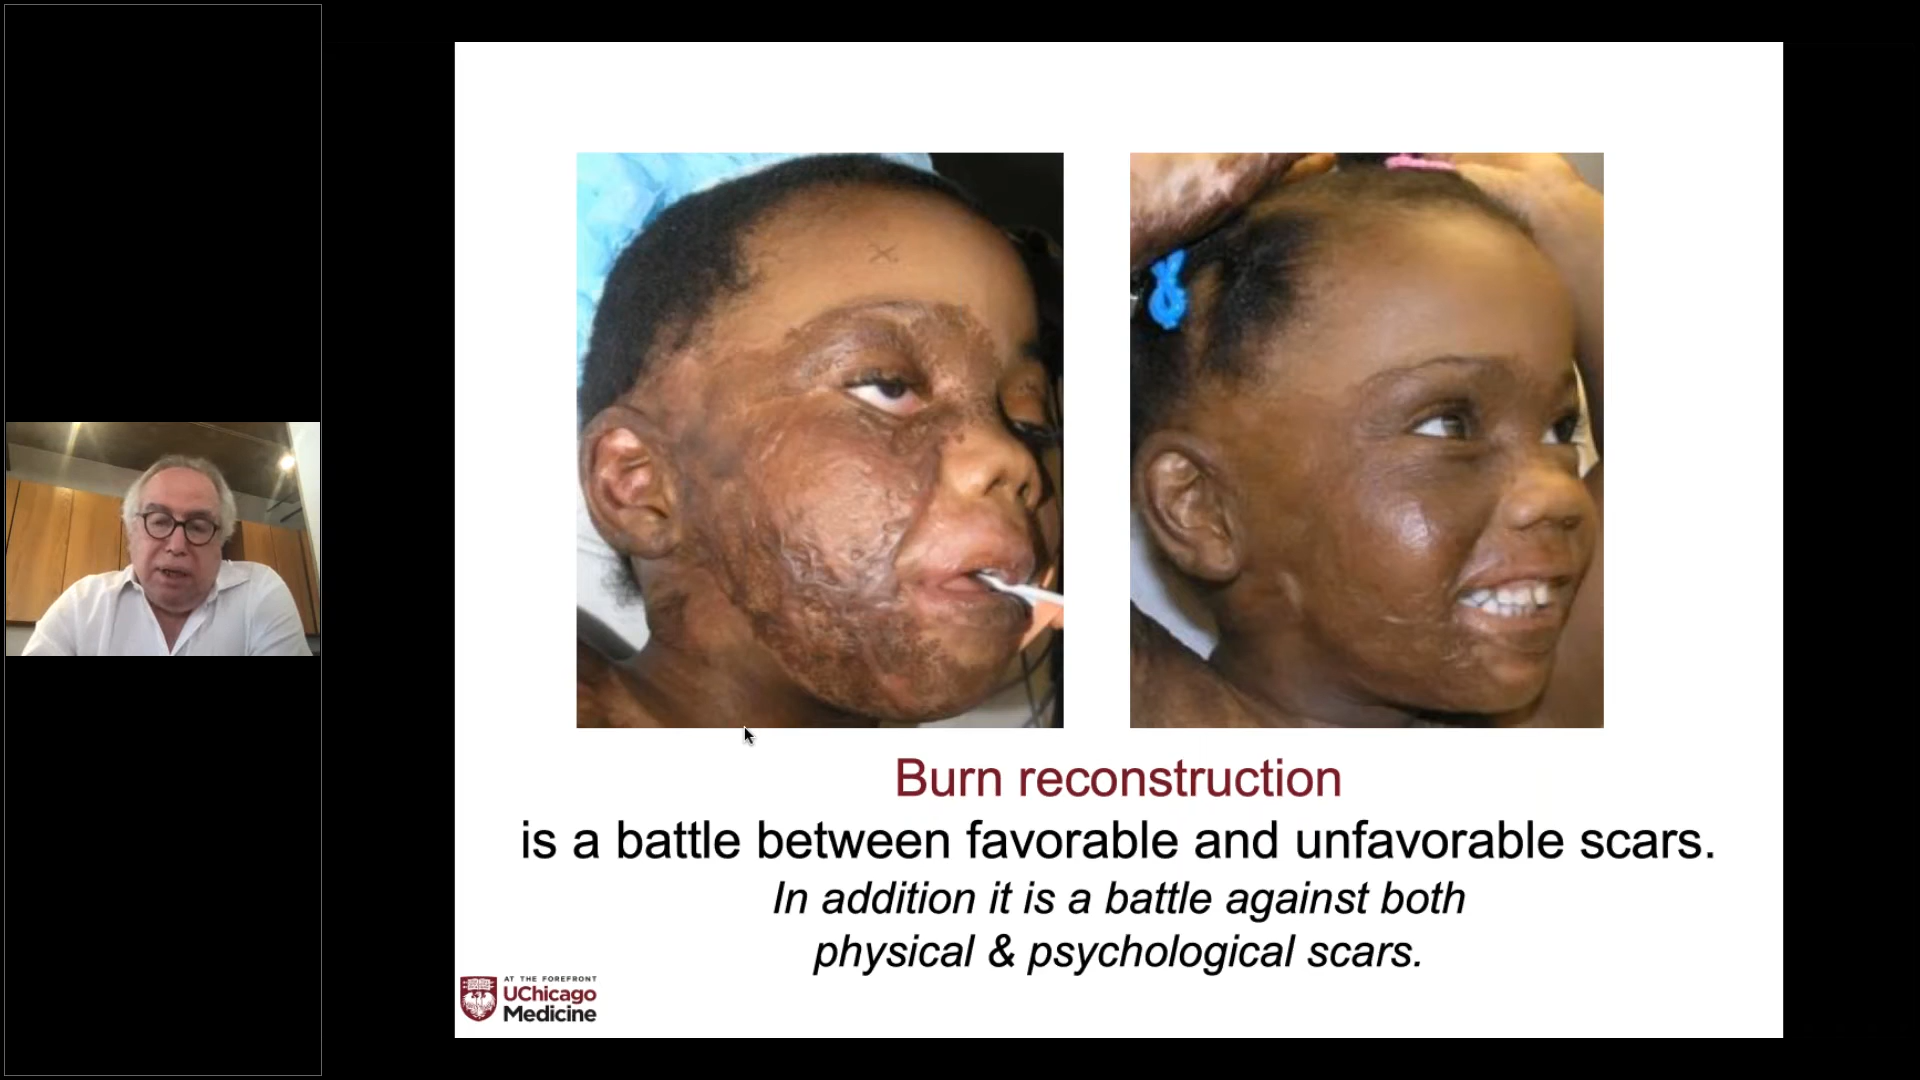 Burn reconstruction
is a battle between favorable and unfavorable scars.
In addition it is a battle against both
physical & psychological scars.
AT THE FOREFRONT
UChicago
Medicine